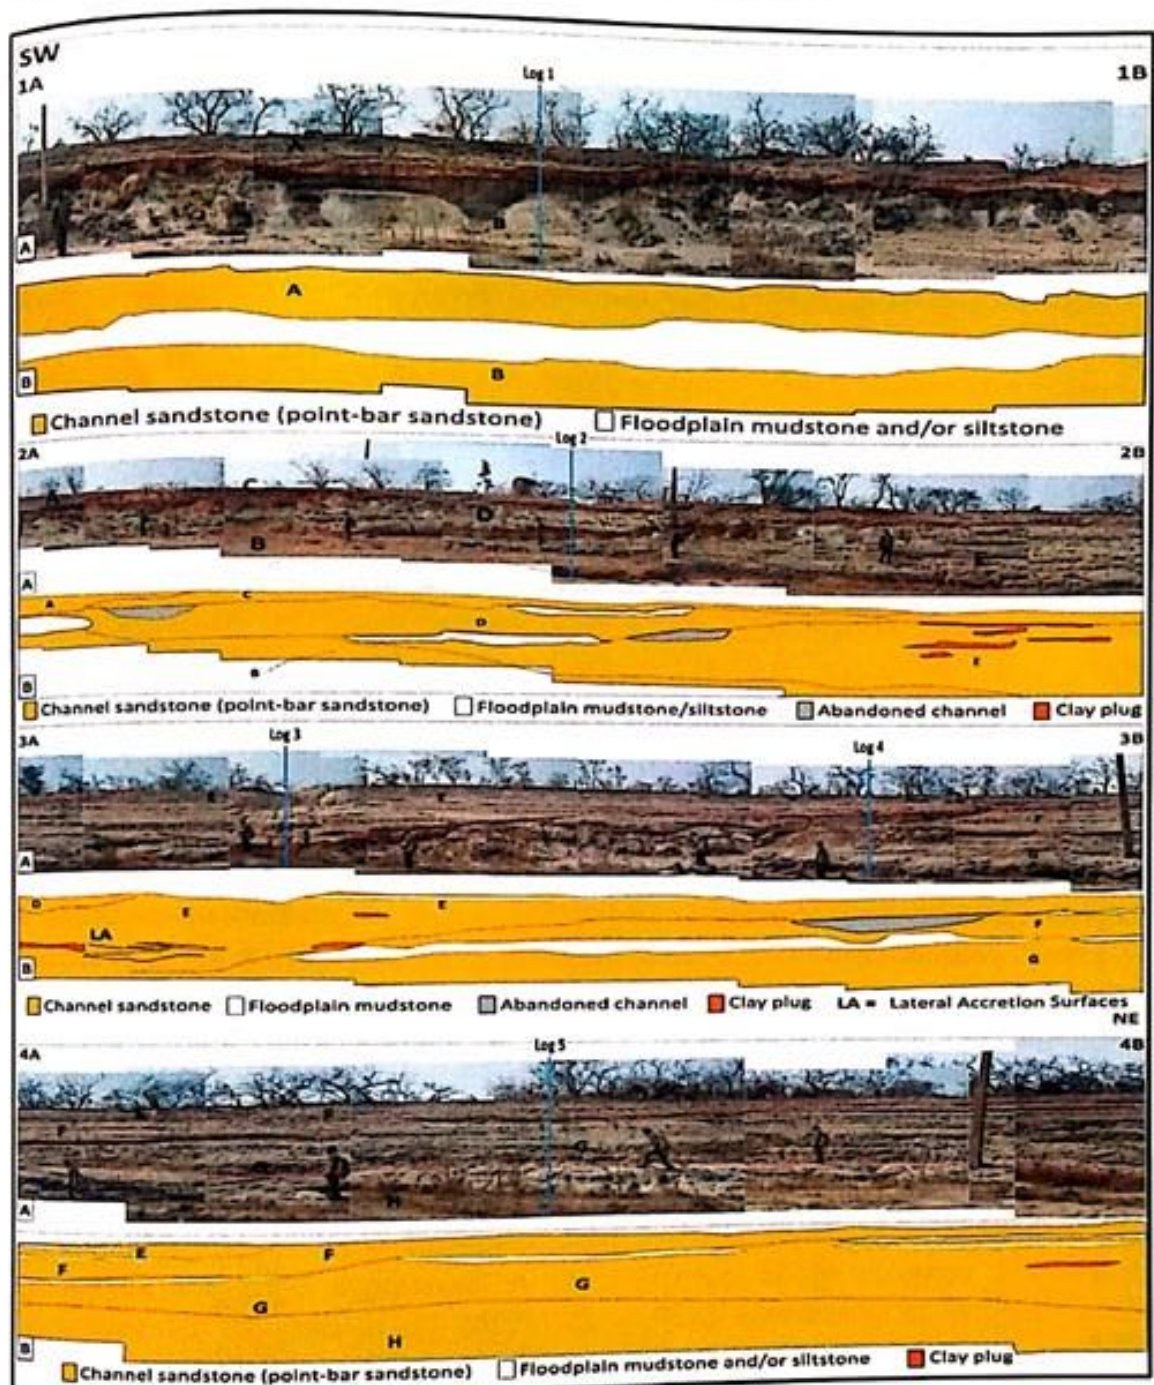 SW
1A Log 1 1B
A
B
A
A
B
B
Channel sandstone (point-bar sandstone) Floodplain mudstone and/or siltstone
2A Log 2 2B
C
D
B
A
A C
D
B E
B
Channel sandstone (point-bar sandstone) Floodplain mudstone/siltstone Abandoned channel Clay plug
3A Log 3 Log 4 3B
A
D E E
F
LA
B G
Channel sandstone Floodplain mudstone Abandoned channel Clay plug LA = Lateral Accretion Surfaces
NE
4A Log 5 4B
F
G
H
A
E F
F
G
G
B H
Channel sandstone (point-bar sandstone) Floodplain mudstone and/or siltstone Clay plug